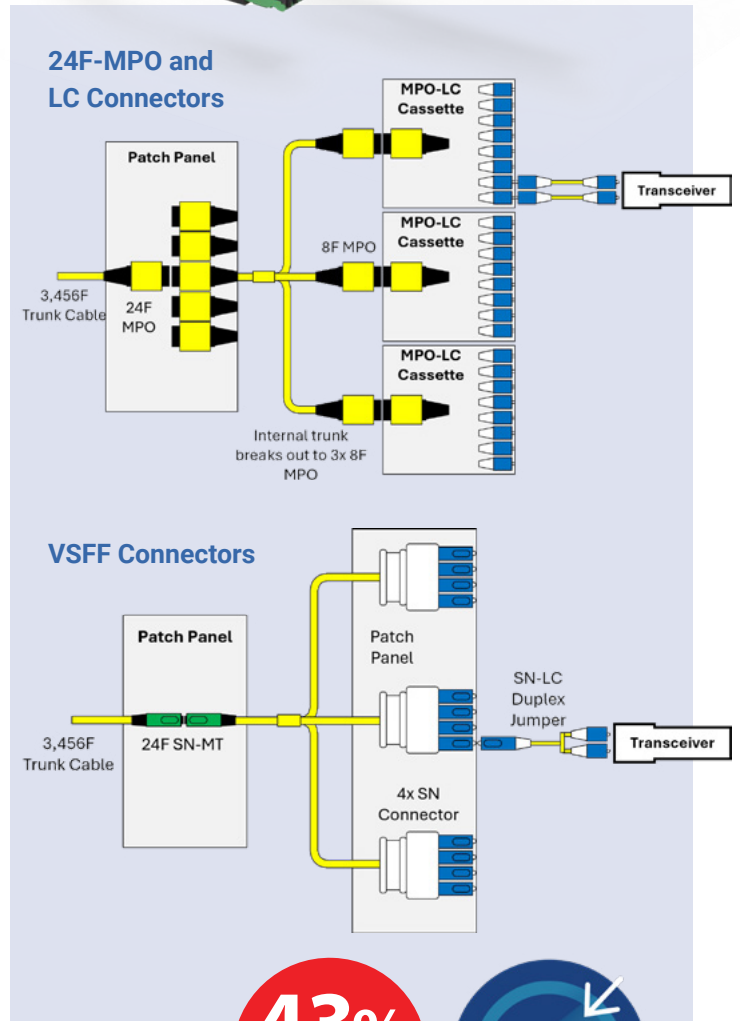 24F-MPO and
LC Connectors
MPO-LC
Cassette
Patch Panel
Transceiver
MPO-LC
Cassette
8F MPO
3,456F
Trunk Cable
24F
MPO
MPO-LC
Cassette
Internal trunk
breaks out to 3x 8F
MPO
VSFF Connectors
Patch Panel
Patch
Panel
SN-LC
Duplex
Jumper
3,456F
Trunk Cable
24F SN-MT
Transceiver
4x SN
Connector
43%